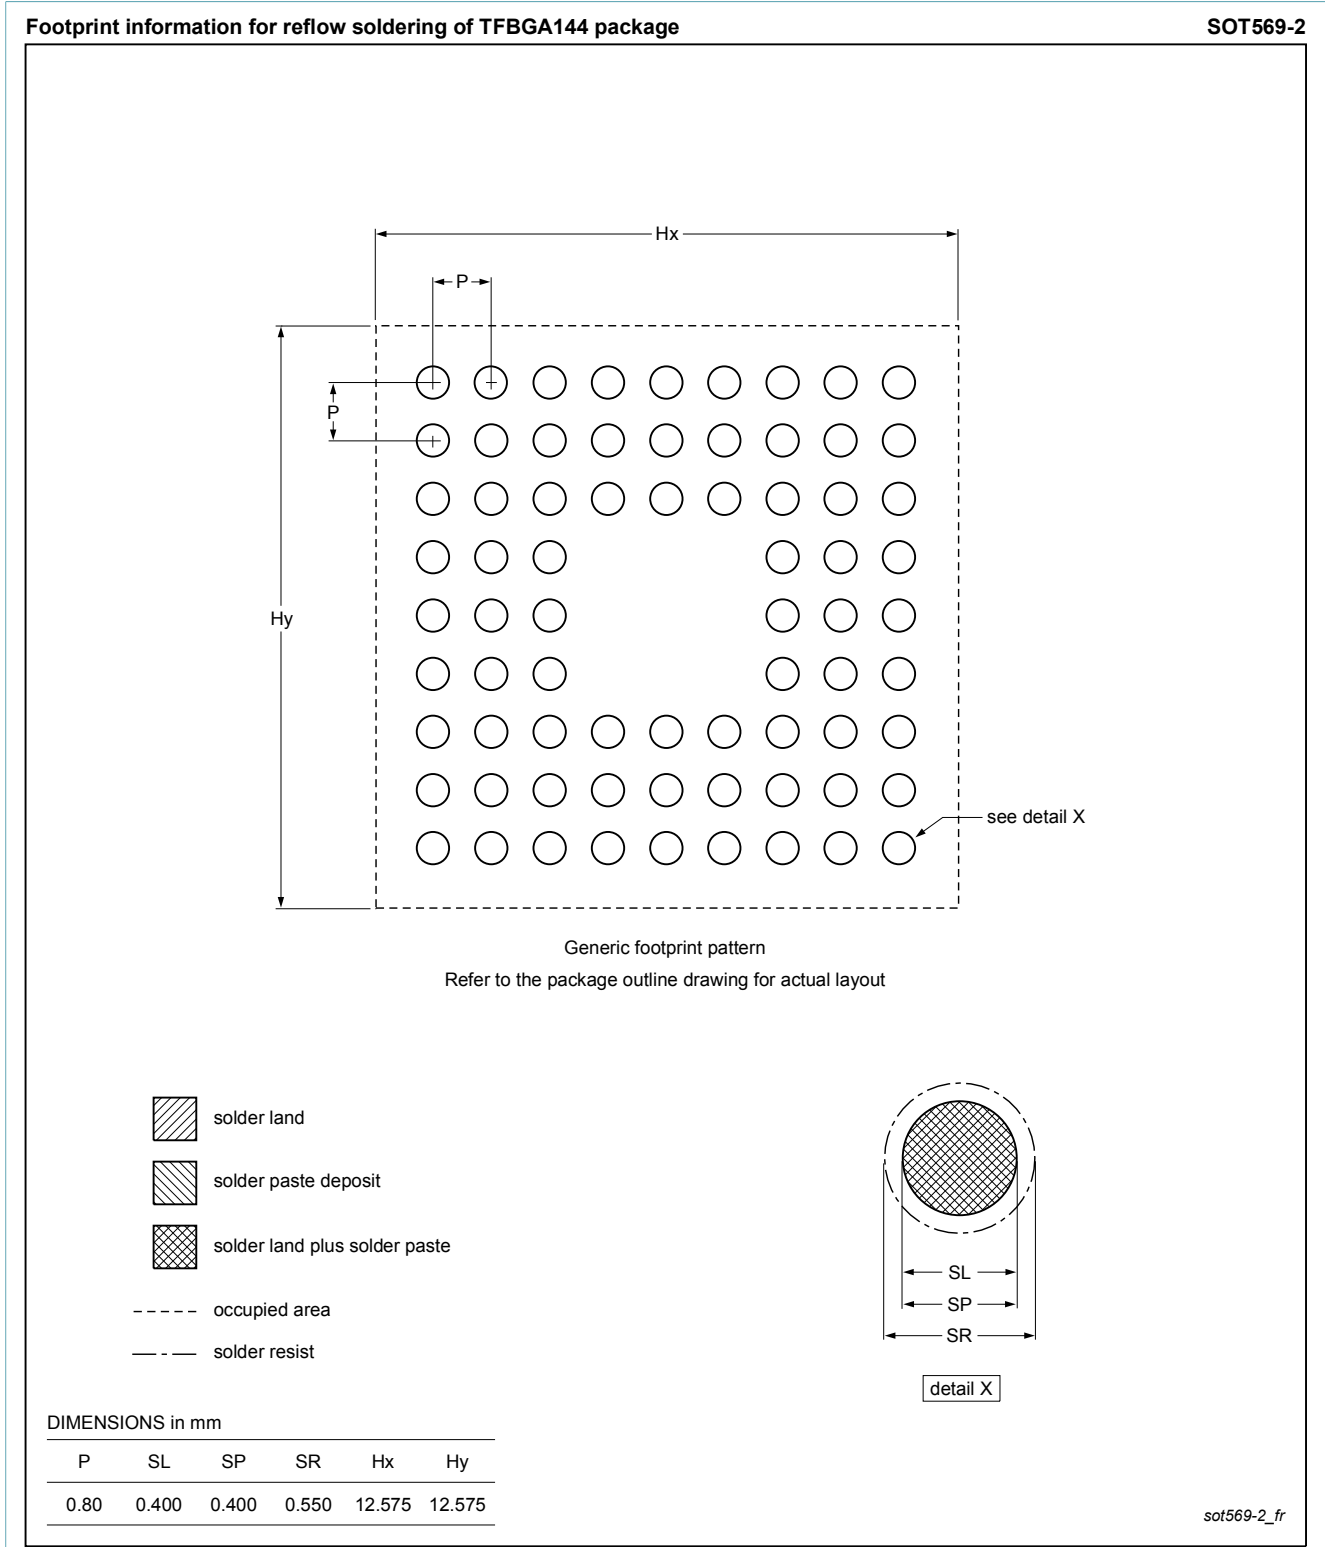 Footprint information for reflow soldering of TFBGA144 package SOT569-2
Hx
P
P
Hy
see detail X
Generic footprint pattern
Refer to the package outline drawing for actual layout
solder land
solder paste deposit
solder land plus solder paste
occupied area
solder resist
SL
SP
SR
detail X
DIMENSIONS in mm
P SL SP SR Hx Hy
0.80 0.400 0.400 0.550 12.575 12.575
sot569-2_fr